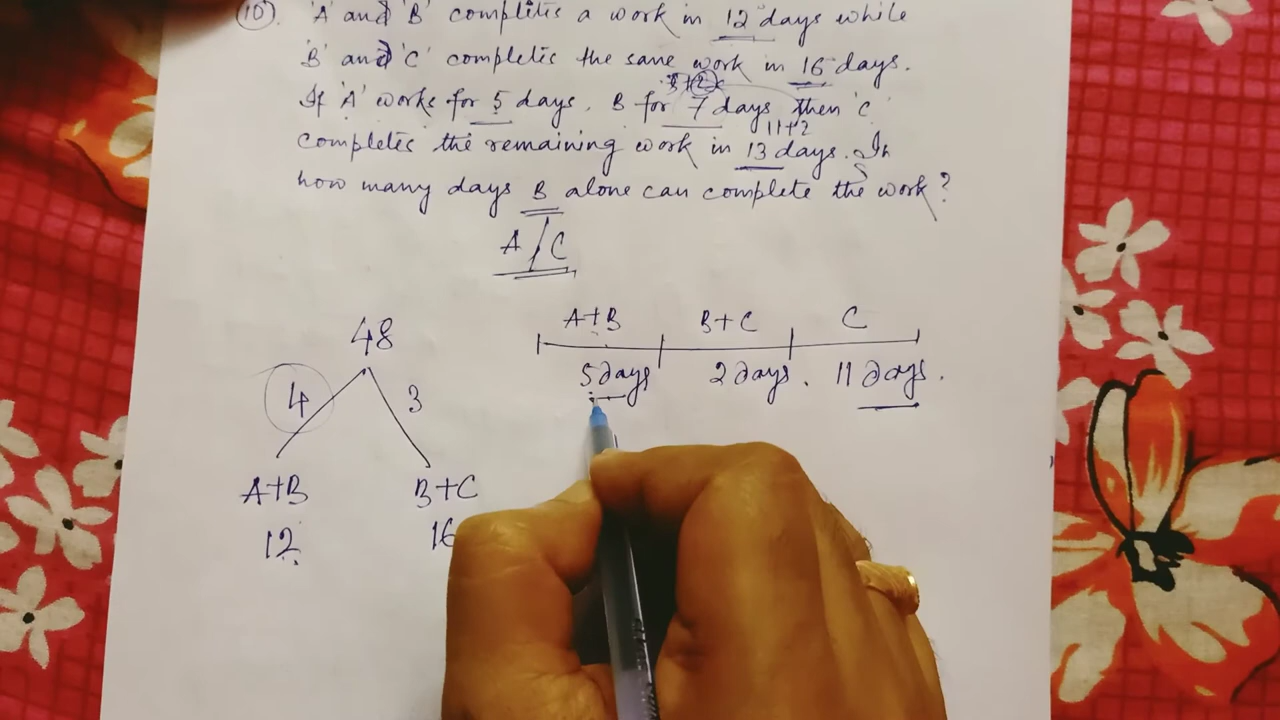 10). 'A' and 'B' completes a work in 12 days while
'B' and 'C' completes the same work in 16 days.
B+C
If 'A' works for 5 days, B for 7 days then 'C'
11+2
completes the remaining work in 13 days. In
how many days B alone can complete the work?
A / C
48
4 3
A+B B+C
12 16
A+B B+C C
5 days 2 days. 11 days.